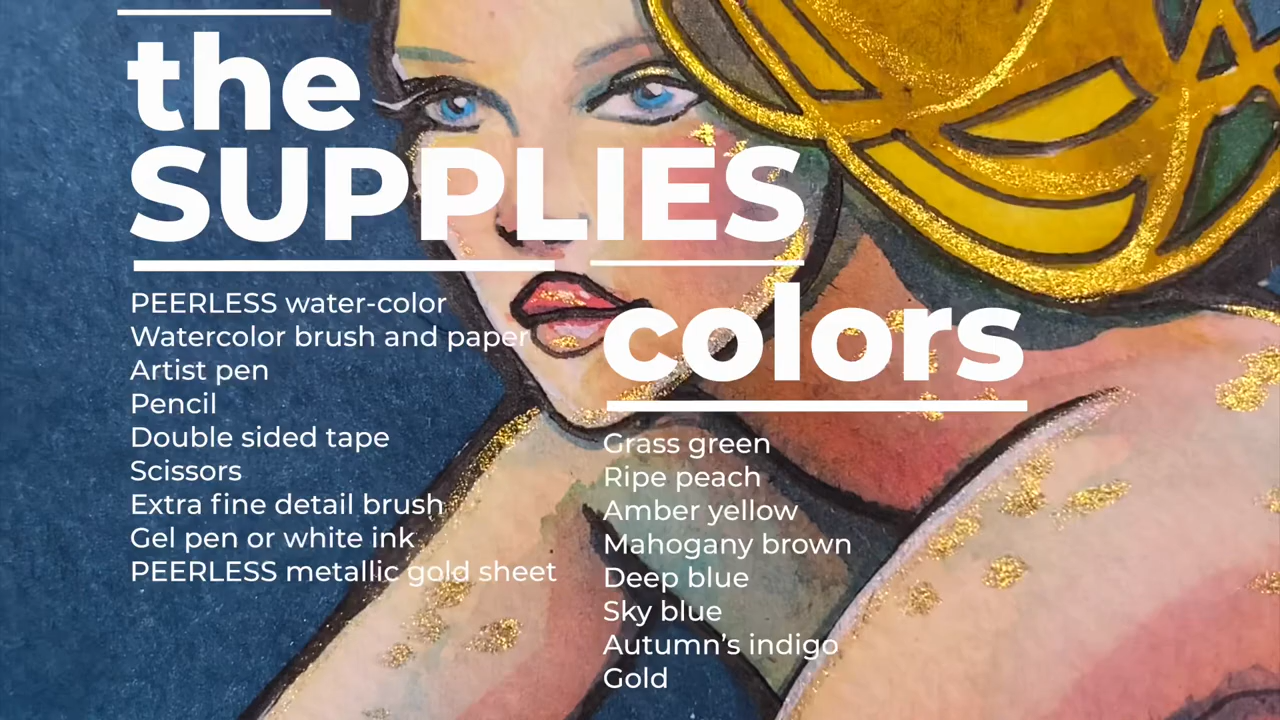 the
SUPPLIES
PEERLESS water-color
Watercolor brush and paper
Artist pen
Pencil
Double sided tape
Scissors
Extra fine detail brush
Gel pen or white ink
PEERLESS metallic gold sheet
colors
Grass green
Ripe peach
Amber yellow
Mahogany brown
Deep blue
Sky blue
Autumn’s indigo
Gold